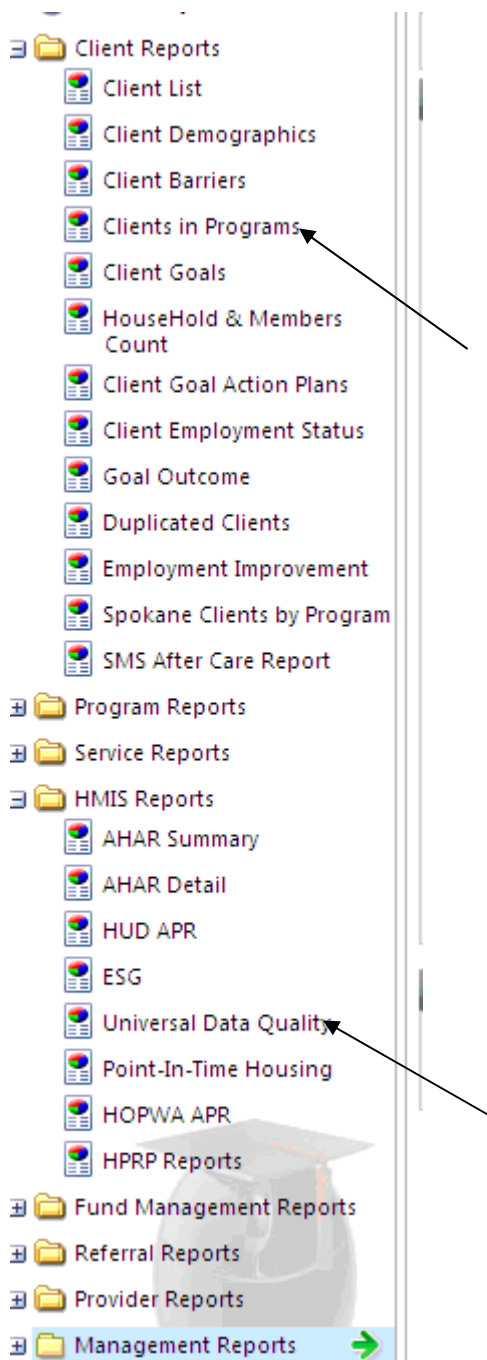 Client Reports
Client List
Client Demographics
Client Barriers
Clients in Programs
Client Goals
HouseHold & Members
Count
Client Goal Action Plans
Client Employment Status
Goal Outcome
Duplicated Clients
Employment Improvement
Spokane Clients by Program
SMS After Care Report
Program Reports
Service Reports
HMIS Reports
AHAR Summary
AHAR Detail
HUD APR
ESG
Universal Data Quality
Point-In-Time Housing
HOPWA APR
HPRP Reports
Fund Management Reports
Referral Reports
Provider Reports
Management Reports